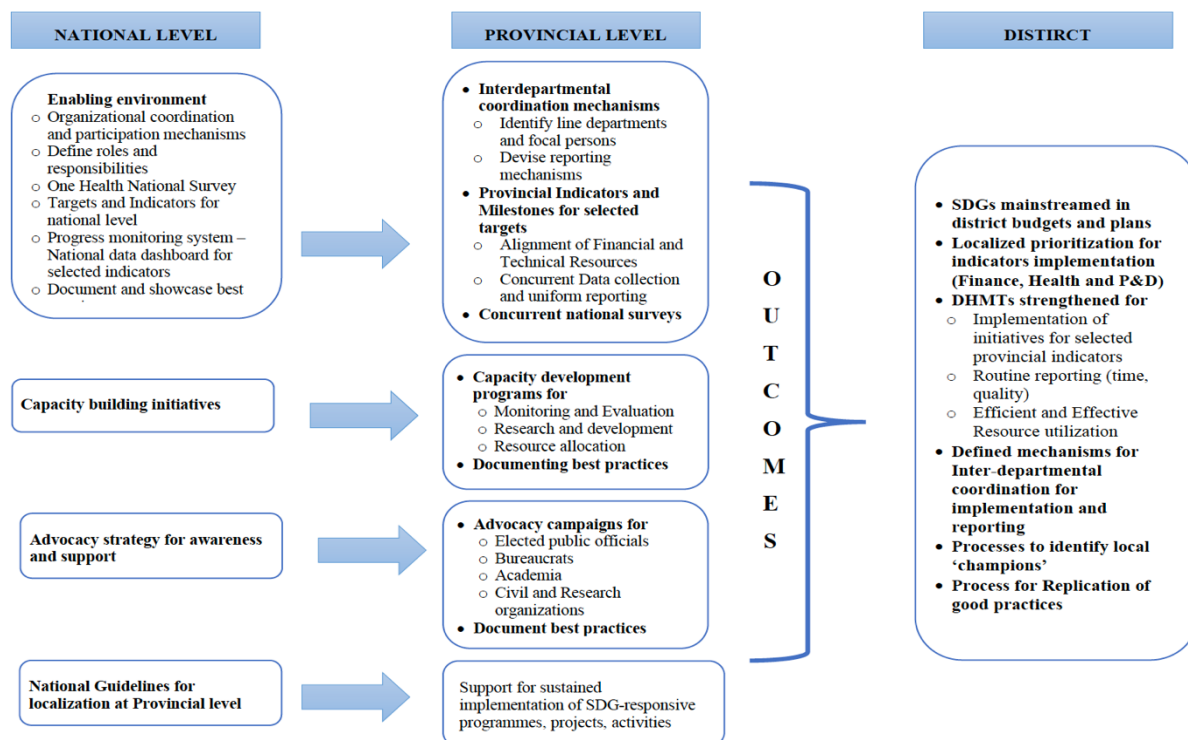 NATIONAL LEVEL
Enabling environment
o Organizational coordination
and participation mechanisms
o Define roles and
responsibilities
o One Health National Survey
o Targets and Indicators for
national level
o Progress monitoring system –
National data dashboard for
selected indicators
o Document and showcase best
Capacity building initiatives
Advocacy strategy for awareness
and support
National Guidelines for
localization at Provincial level
PROVINCIAL LEVEL
• Interdepartmental
coordination mechanisms
o Identify line departments
and focal persons
o Devise reporting
mechanisms
• Provincial Indicators and
Milestones for selected
targets
o Alignment of Financial and
Technical Resources
o Concurrent Data collection
and uniform reporting
• Concurrent national surveys
• Capacity development
programs for
o Monitoring and Evaluation
o Research and development
o Resource allocation
• Documenting best practices
• Advocacy campaigns for
o Elected public officials
o Bureaucrats
o Academia
o Civil and Research
organizations
• Document best practices
Support for sustained
implementation of SDG-responsive
programmes, projects, activities
O
U
T
C
O
M
E
S
DISTIRCT
• SDGs mainstreamed in
district budgets and plans
• Localized prioritization for
indicators implementation
(Finance, Health and P&D)
• DHMTs strengthened for
o Implementation of
initiatives for selected
provincial indicators
o Routine reporting (time,
quality)
o Efficient and Effective
Resource utilization
• Defined mechanisms for
Inter-departmental
coordination for
implementation and
reporting
• Processes to identify local
‘champions’
• Process for Replication of
good practices